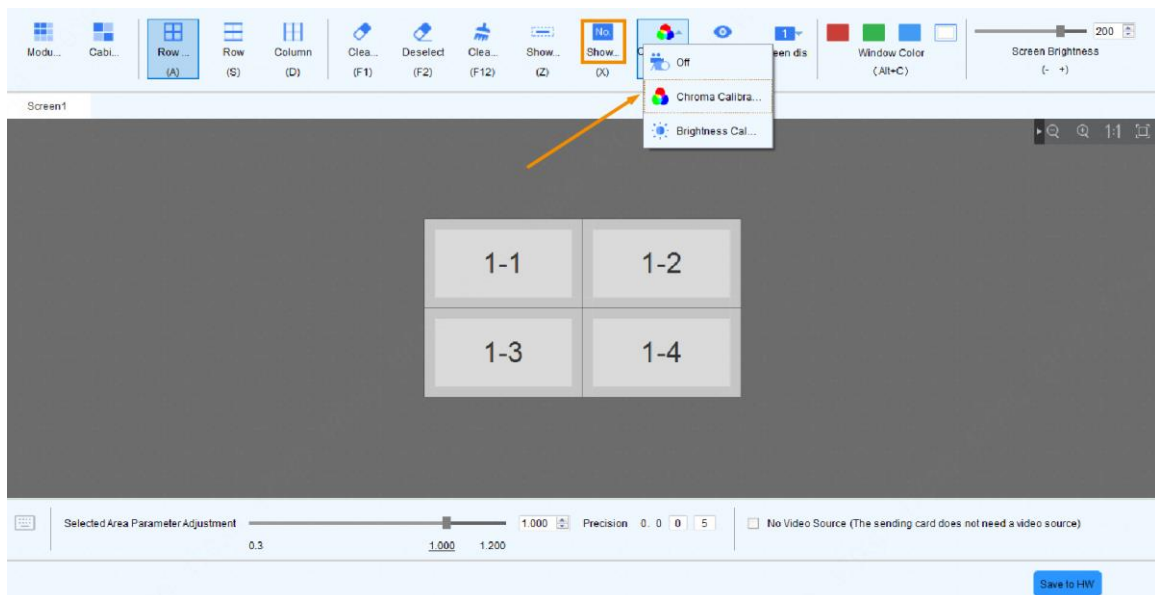 Modu...
Cabi...
Row ...
(A)
Row
(S)
Column
(D)
Clea...
(F1)
Deselect
(F2)
Clea...
(F12)
Show...
(Z)
No.
Show...
(X)
Off
Chroma Calibra...
Brightness Cal...
1
een dis
Window Color
(Alt+C)
200
Screen Brightness
(- +)
Screen1
1:1
1-1 1-2
1-3 1-4
Selected Area Parameter Adjustment 1.000 Precision 0. 0 0 5 No Video Source (The sending card does not need a video source)
0.3 1.000 1.200
Save to HW